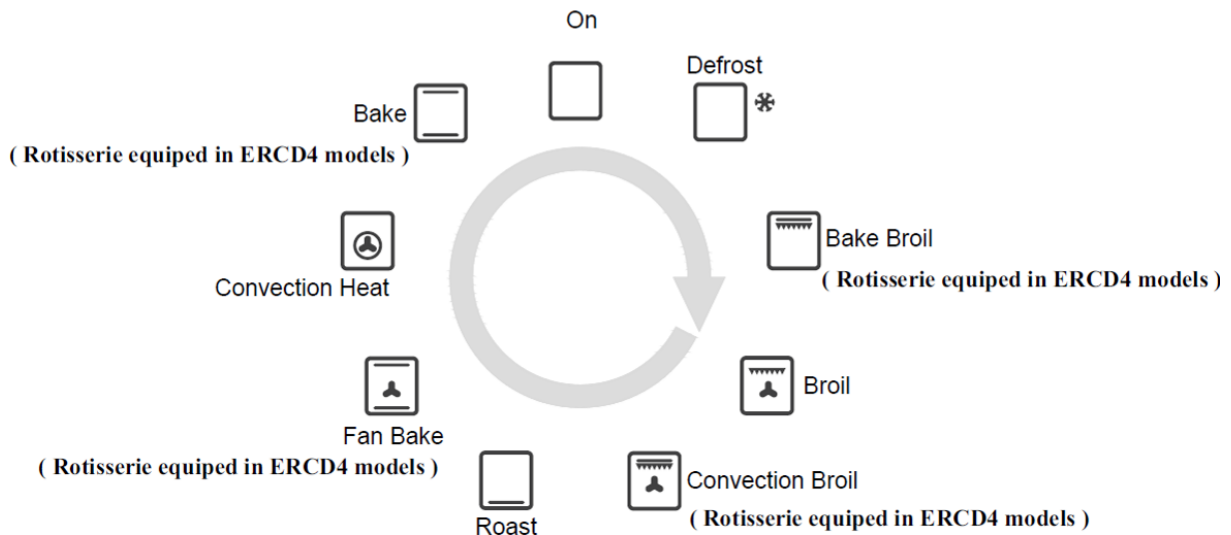 On
Defrost
Bake
( Rotisserie equiped in ERCD4 models )
Bake Broil
( Rotisserie equiped in ERCD4 models )
Convection Heat
Broil
Fan Bake
( Rotisserie equiped in ERCD4 models )
Convection Broil
( Rotisserie equiped in ERCD4 models )
Roast